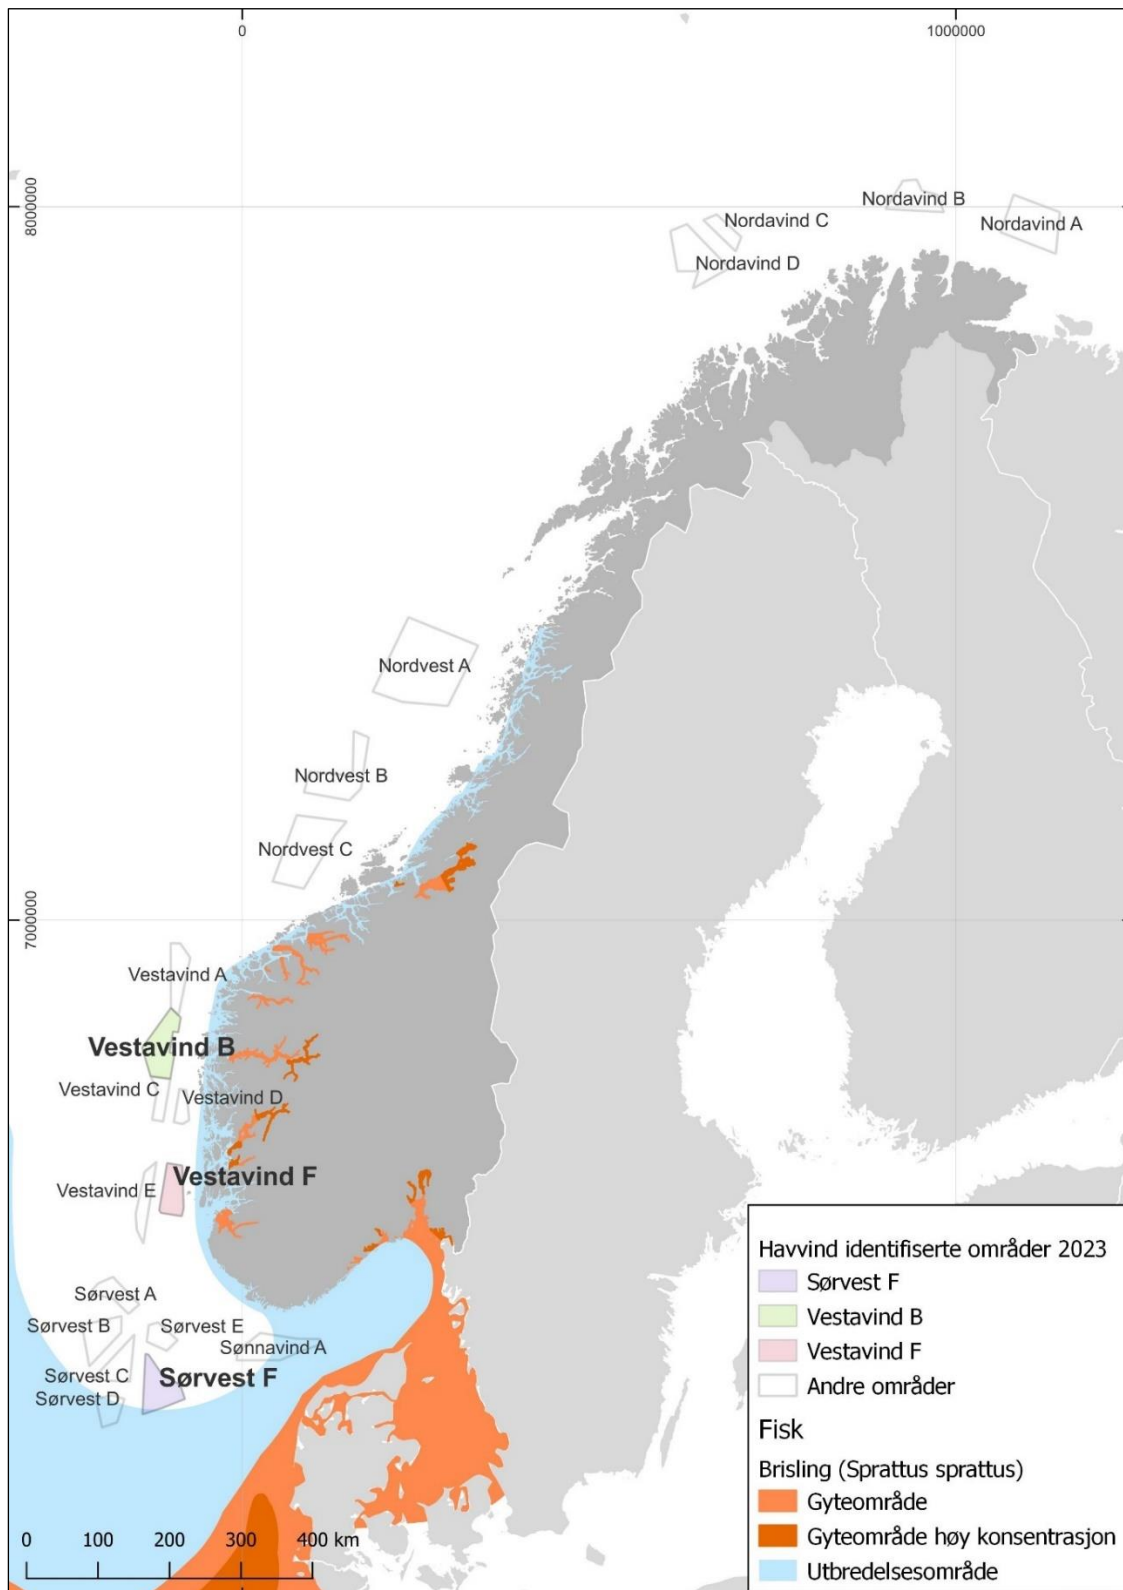 0
1000000
8000000
Nordavind B
Nordavind C
Nordavind A
Nordavind D
Nordvest A
Nordvest B
Nordvest C
7000000
Vestavind A
Vestavind B
Vestavind C
Vestavind D
Vestavind F
Vestavind E
Sørvest A
Sørvest B
Sørvest E
Sønnavind A
Sørvest C
Sørvest F
Sørvest D
Havvind identifiserte områder 2023
Sørvest F
Vestavind B
Vestavind F
Andre områder
Fisk
Brisling (Sprattus sprattus)
Gyteområde
Gyteområde høy konsentrasjon
Utbredelsesområde
0 100 200 300 400 km